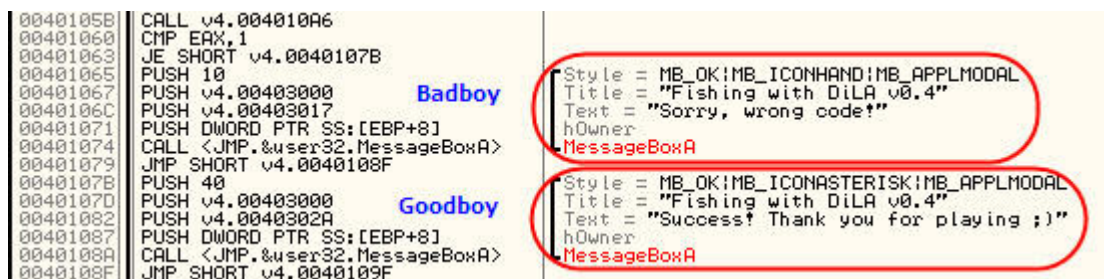 0040105B CALL v4.004010A6
00401060 CMP EAX,1
00401063 JE SHORT v4.0040107B
00401065 PUSH 10 Style = MB_OK|MB_ICONHAND|MB_APPLMODAL
00401067 PUSH v4.00403000 Badboy Title = "Fishing with DiLA v0.4"
0040106C PUSH v4.00403017 Text = "Sorry, wrong code!"
00401071 PUSH DWORD PTR SS:[EBP+8] hOwner
00401074 CALL <JMP.&user32.MessageBoxA> MessageBoxA
00401079 JMP SHORT v4.0040108F
0040107B PUSH 40 Style = MB_OK|MB_ICONASTERISK|MB_APPLMODAL
0040107D PUSH v4.00403000 Goodboy Title = "Fishing with DiLA v0.4"
00401082 PUSH v4.0040302A Text = "Success! Thank you for playing ;)"
00401087 PUSH DWORD PTR SS:[EBP+8] hOwner
0040108A CALL <JMP.&user32.MessageBoxA> MessageBoxA
0040108F JMP SHORT v4.0040109F